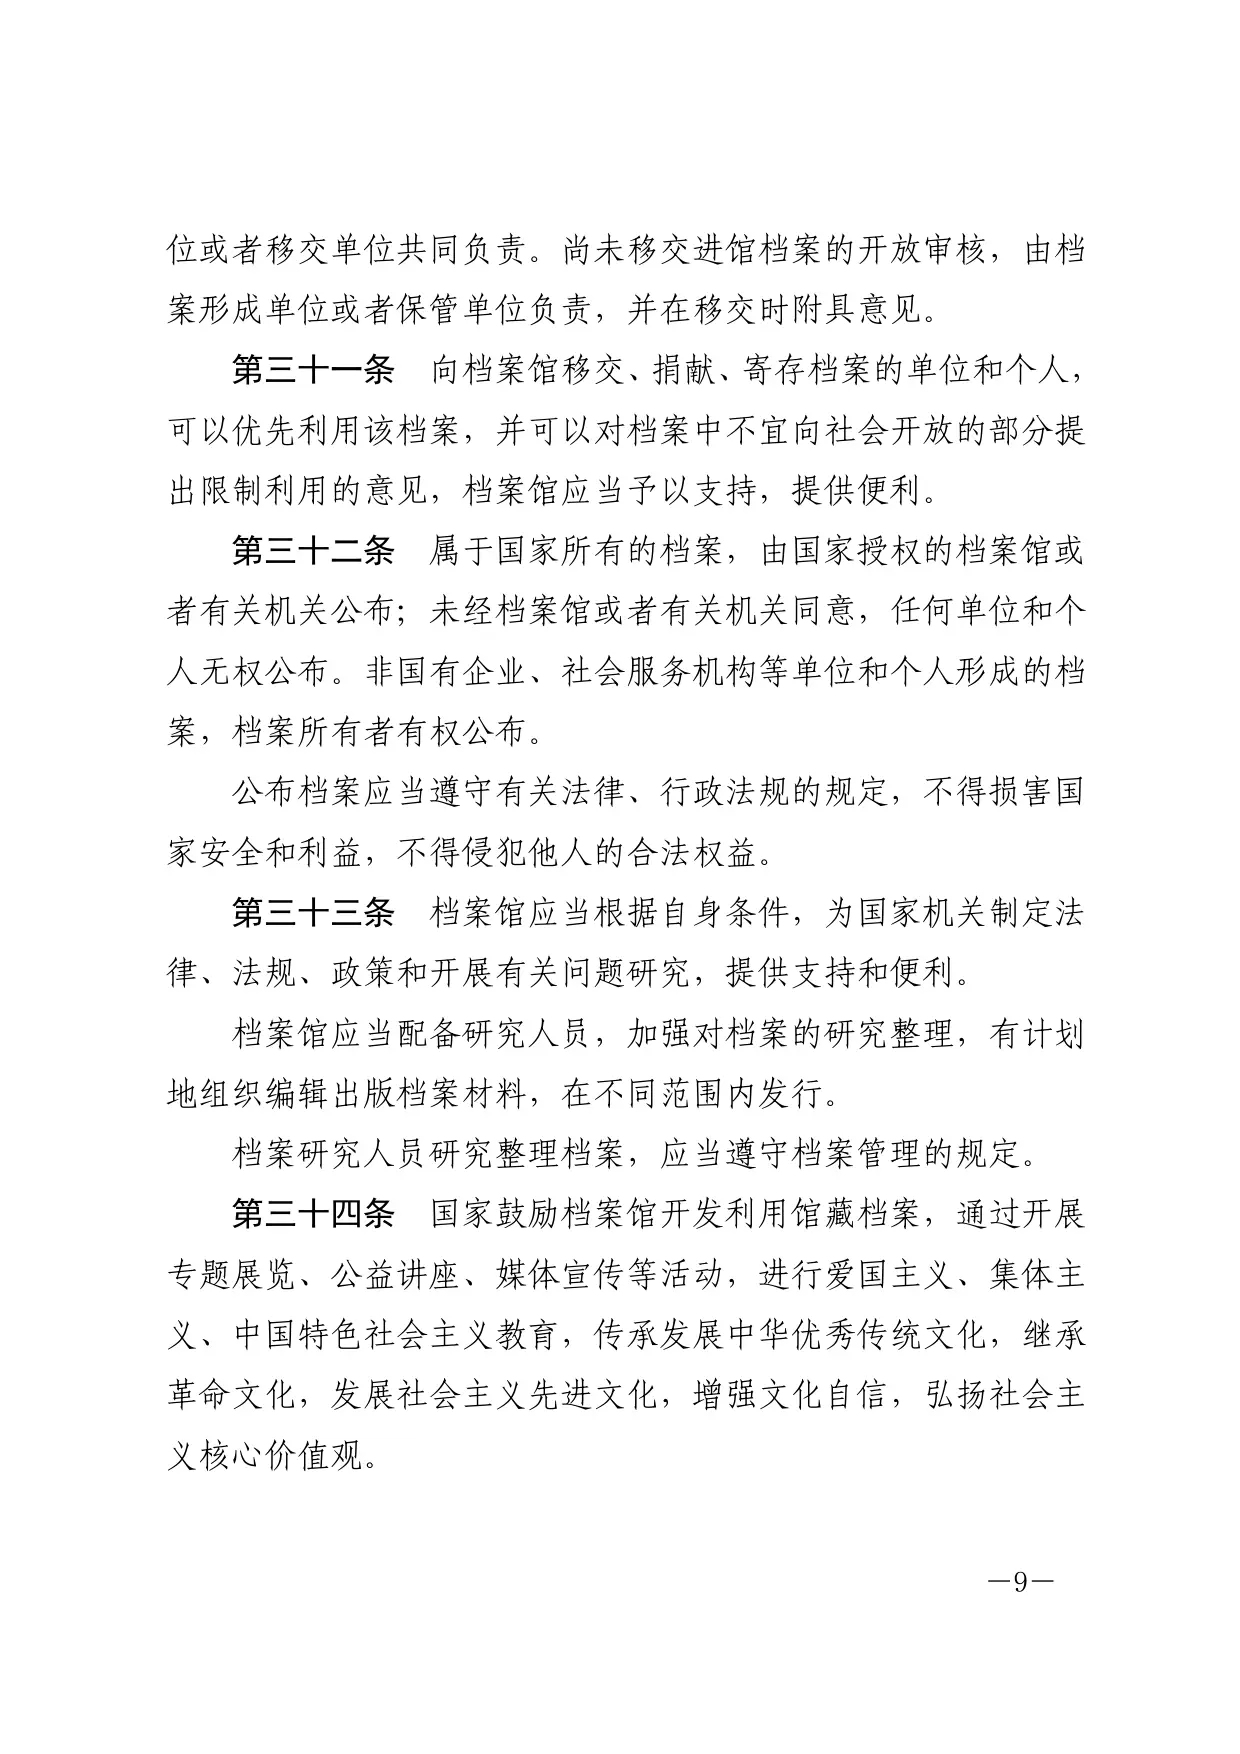 位或者移交单位共同负责。尚未移交进馆档案的开放审核，由档
案形成单位或者保管单位负责，并在移交时附具意见。
第三十一条　向档案馆移交、捐献、寄存档案的单位和个人，
可以优先利用该档案，并可以对档案中不宜向社会开放的部分提
出限制利用的意见，档案馆应当予以支持，提供便利。
第三十二条　属于国家所有的档案，由国家授权的档案馆或
者有关机关公布；未经档案馆或者有关机关同意，任何单位和个
人无权公布。非国有企业、社会服务机构等单位和个人形成的档
案，档案所有者有权公布。
公布档案应当遵守有关法律、行政法规的规定，不得损害国
家安全和利益，不得侵犯他人的合法权益。
第三十三条　档案馆应当根据自身条件，为国家机关制定法
律、法规、政策和开展有关问题研究，提供支持和便利。
档案馆应当配备研究人员，加强对档案的研究整理，有计划
地组织编辑出版档案材料，在不同范围内发行。
档案研究人员研究整理档案，应当遵守档案管理的规定。
第三十四条　国家鼓励档案馆开发利用馆藏档案，通过开展
专题展览、公益讲座、媒体宣传等活动，进行爱国主义、集体主
义、中国特色社会主义教育，传承发展中华优秀传统文化，继承
革命文化，发展社会主义先进文化，增强文化自信，弘扬社会主
义核心价值观。
—9—